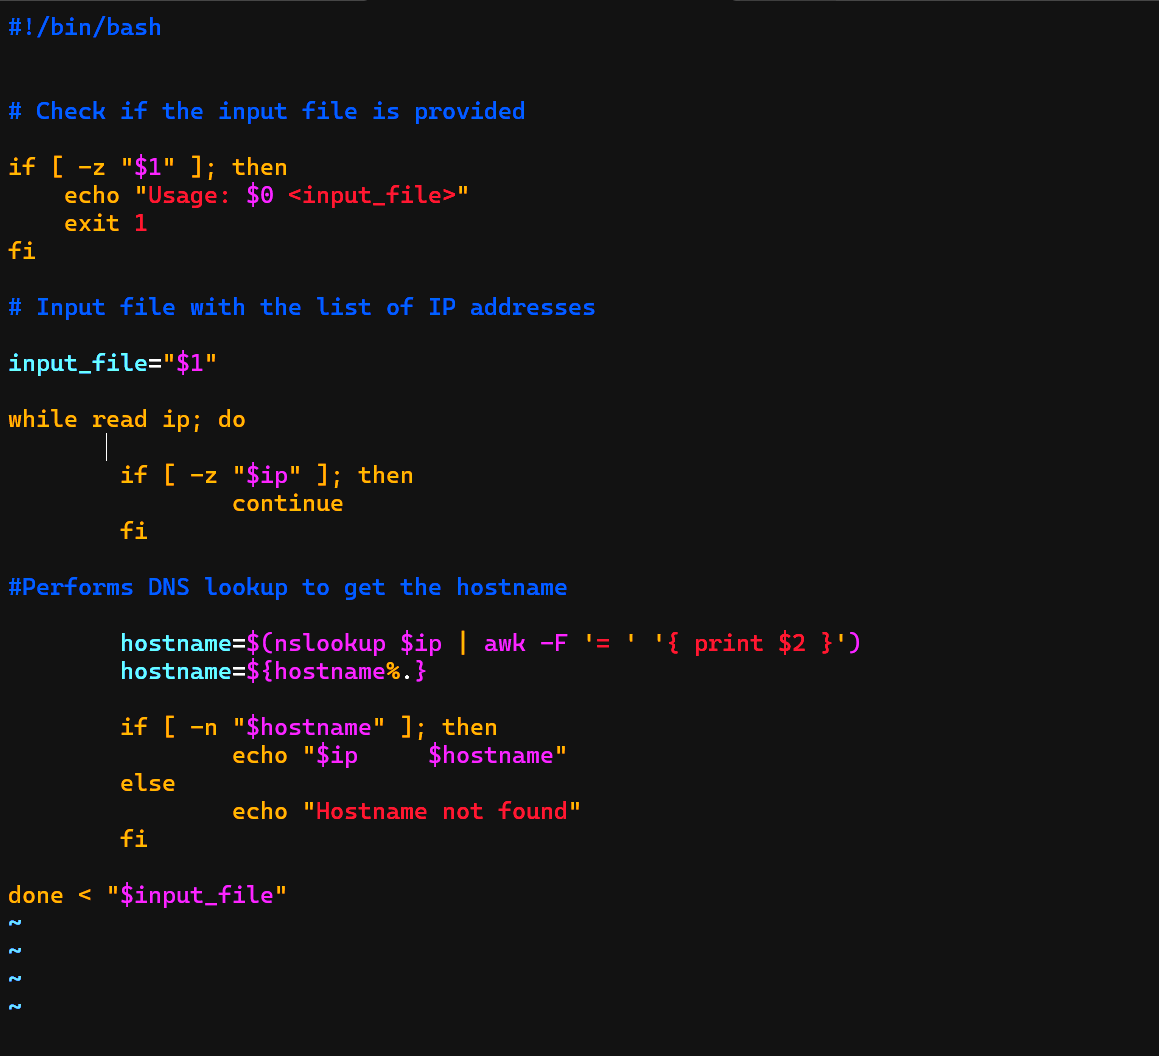 #!/bin/bash
# Check if the input file is provided
if [ -z "$1" ]; then
    echo "Usage: $0 <input_file>"
    exit 1
fi
# Input file with the list of IP addresses
input_file="$1"
while read ip; do
        if [ -z "$ip" ]; then
                continue
        fi
#Performs DNS lookup to get the hostname
        hostname=$(nslookup $ip | awk -F '= ' '{ print $2 }')
        hostname=${hostname%.}
        if [ -n "$hostname" ]; then
                echo "$ip     $hostname"
        else
                echo "Hostname not found"
        fi
done < "$input_file"
~
~
~
~